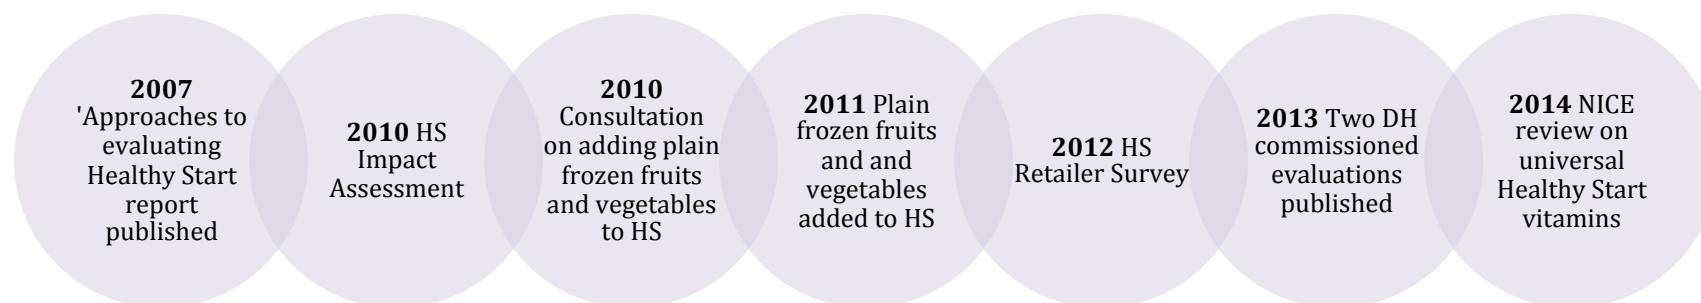 2007
'Approaches to
evaluating
Healthy Start
report
published
2010 HS
Impact
Assessment
2010
Consultation
on adding plain
frozen fruits
and vegetables
to HS
2011 Plain
frozen fruits
and and
vegetables
added to HS
2012 HS
Retailer Survey
2013 Two DH
commissioned
evaluations
published
2014 NICE
review on
universal
Healthy Start
vitamins